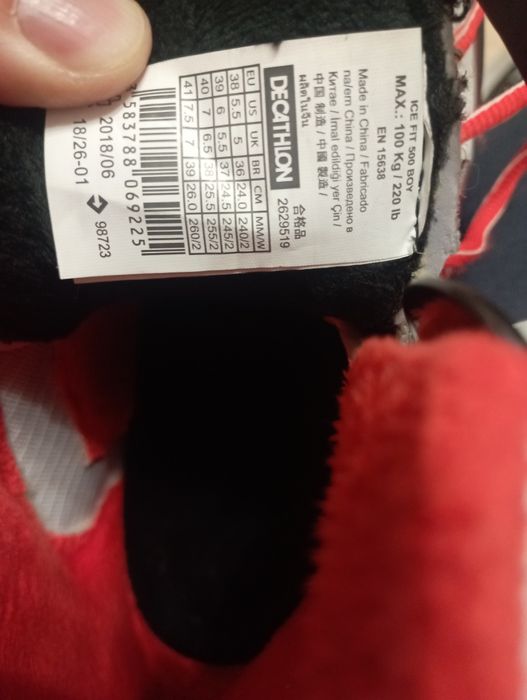 ICE FIT 500 BOY
MAX.: 100 Kg / 220 lb
EN 15638
Made in China / Fabricado
na/em China / Произведено в
Китае / Imal edildiği yer Çin /
中国 制造 / 中國 製造 /
ผลิตในจีน
合格品
DECATHLON 2629519
EU US UK BR CM MM/W
38 5.5 5 36 24.0 240/2
39 6 5.5 37 24.5 245/2
40 7 6.5 38 25.5 255/2
41 7.5 7 39 26.0 260/2
583788 069225
2018/06
18/26-01 98723